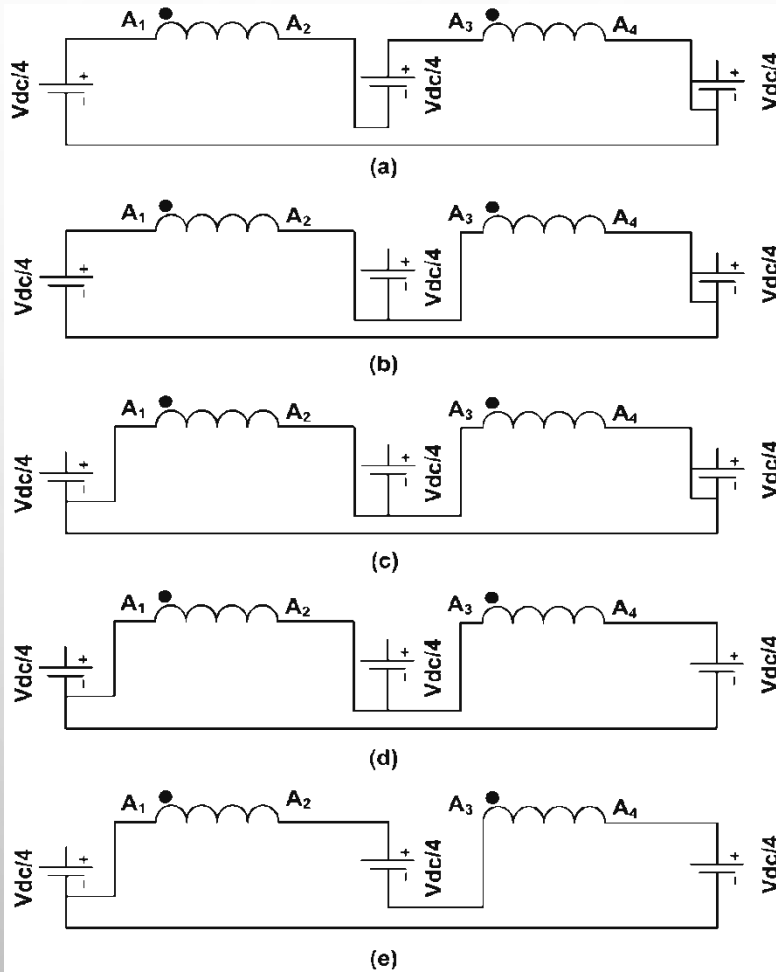 A₁ A₂ A₃ A₄
Vdc/4 + - Vdc/4 + - Vdc/4 + -
(a)
A₁ A₂ A₃ A₄
Vdc/4 + - Vdc/4 + - Vdc/4 + -
(b)
A₁ A₂ A₃ A₄
Vdc/4 + - Vdc/4 + - Vdc/4 + -
(c)
A₁ A₂ A₃ A₄
Vdc/4 + - Vdc/4 + - Vdc/4 + -
(d)
A₁ A₂ A₃ A₄
Vdc/4 + - Vdc/4 + - Vdc/4 + -
(e)